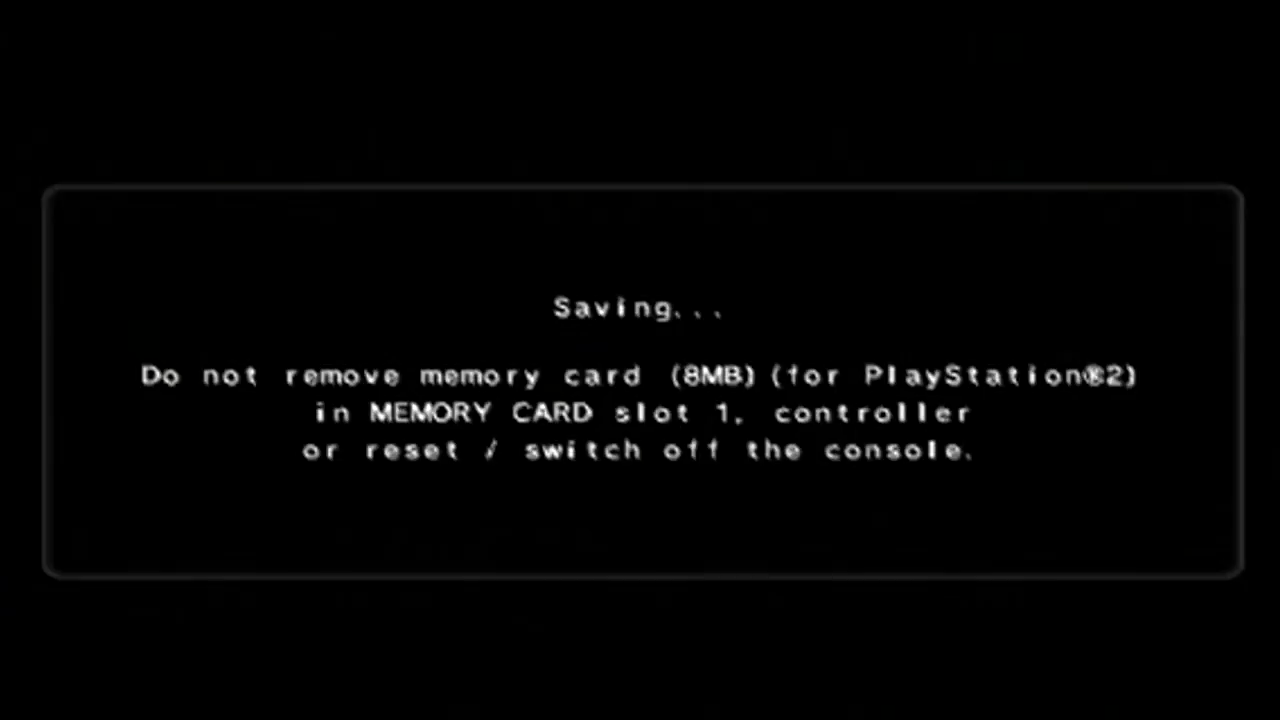 Saving...
Do not remove memory card (8MB)(for PlayStation®2)
in MEMORY CARD slot 1, controller
or reset / switch off the console.